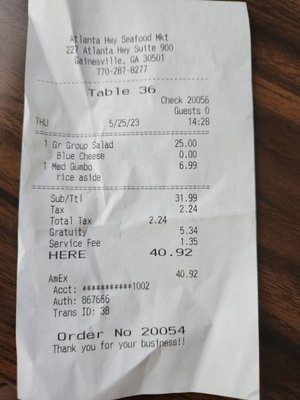 Atlanta Hwy Seafood Mkt
227 Atlanta Hwy Suite 900
Gainesville, GA 30501
770-287-8277
Table 36
Check 20056
Guests 0
THU 5/25/23 14:28
1 Gr Group Salad 25.00
Blue Cheese 0.00
1 Med Gumbo 6.99
rice aside
Sub/Ttl 31.99
Tax 2.24
Total Tax 2.24
Gratuity 5.34
Service Fee 1.35
HERE 40.92
AmEx 40.92
Acct: ***********1002
Auth: 867666
Trans ID: 38
Order No 20054
Thank you for your business!!